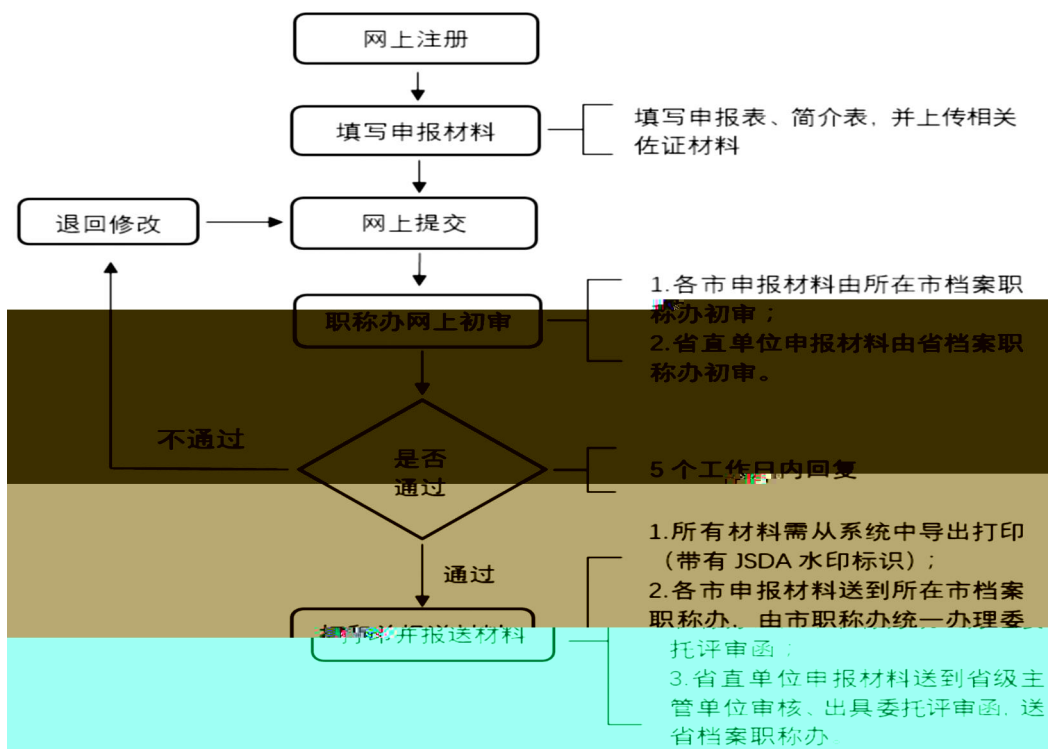 网上注册
填写申报材料
填写申报表、简介表, 并上传相关
佐证材料
退回修改
网上提交
1.各市申报材料由所在市档案职
称办初审；
职称办网上初审
2.省直单位申报材料由省档案职
称办初审。
不通过
是否
通过
5 个工作日内回复
1.所有材料需从系统中导出打印
（带有 JSDA 水印标识）；
通过
2.各市申报材料送到所在市档案
职称办, 由市职称办统一办理委
打印并报送材料
托评审函；
3.省直单位申报材料送到省级主
管单位审核、出具委托评审函, 送
省档案职称办